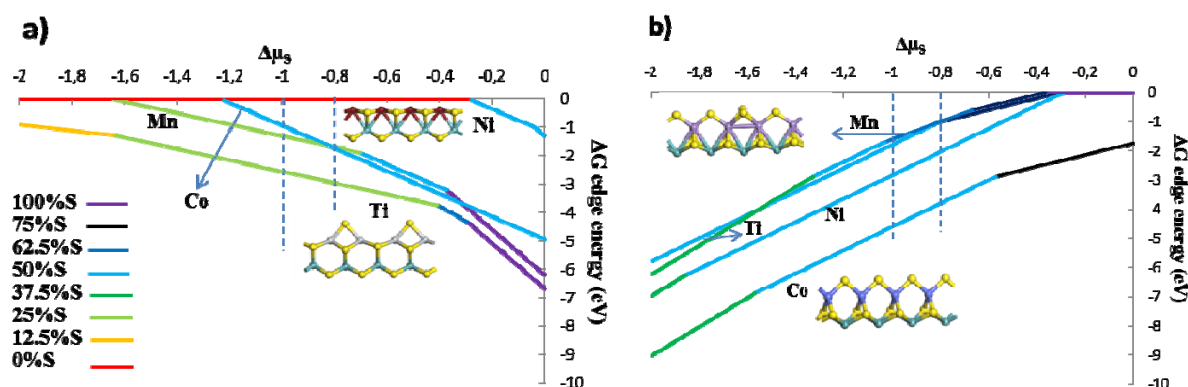 a)
Δμs
-2 -1,8 -1,6 -1,4 -1,2 -1 -0,8 -0,6 -0,4 -0,2 0
0
-1
-2
-3
-4
-5
-6
-7
-8
-9
-10
ΔG edge energy (eV)
Mn
Ni
Co
Ti
100%S
75%S
62.5%S
50%S
37.5%S
25%S
12.5%S
0%S
b)
Δμs
-2 -1,8 -1,6 -1,4 -1,2 -1 -0,8 -0,6 -0,4 -0,2 0
0
-1
-2
-3
-4
-5
-6
-7
-8
-9
-10
ΔG edge energy (eV)
Mn
Ni
Ti
Co